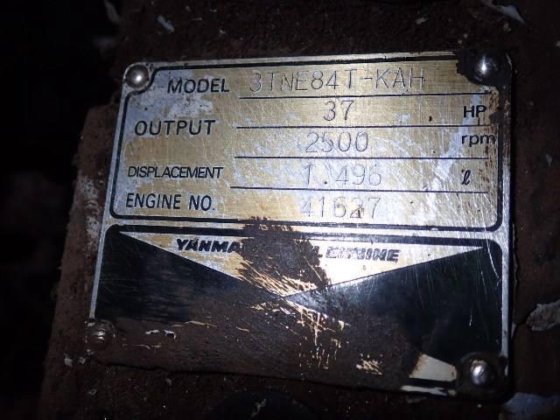 MODEL 3TNE84T-KAH
OUTPUT 37 HP
2500 rpm
DISPLACEMENT 1.496 ℓ
ENGINE NO. 41627